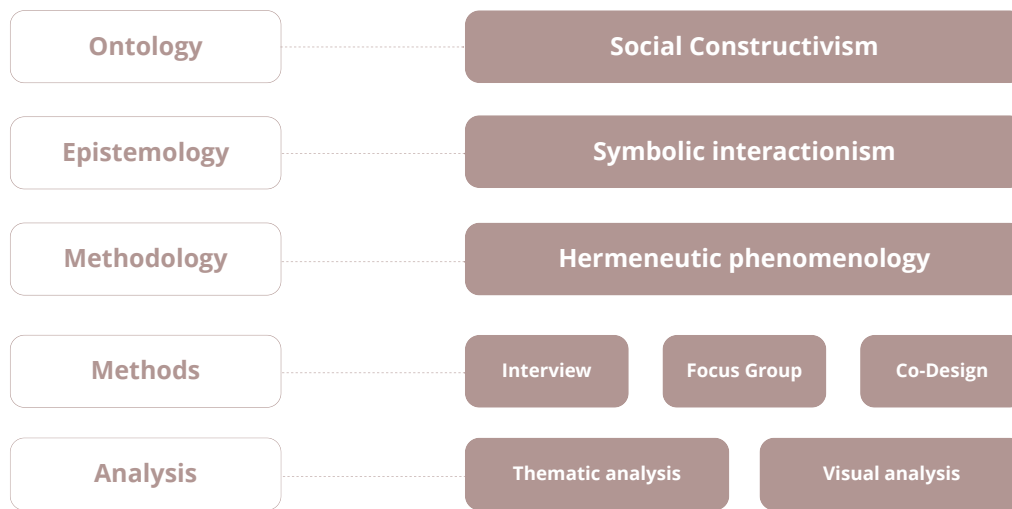 Ontology
Social Constructivism
Epistemology
Symbolic interactionism
Methodology
Hermeneutic phenomenology
Methods
Interview
Focus Group
Co-Design
Analysis
Thematic analysis
Visual analysis